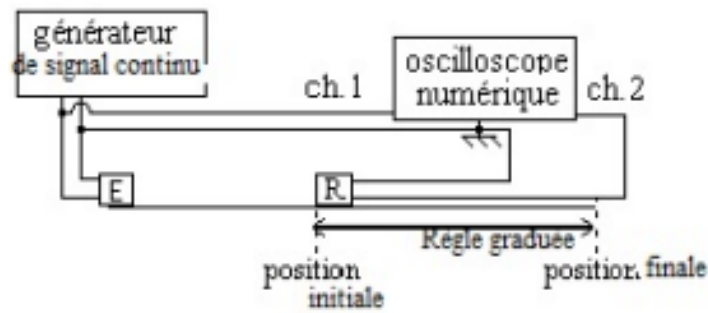 générateur
de signal continu
ch. 1
oscilloscope
numérique
ch. 2
E
R
Règle graduée
position
initiale
position finale